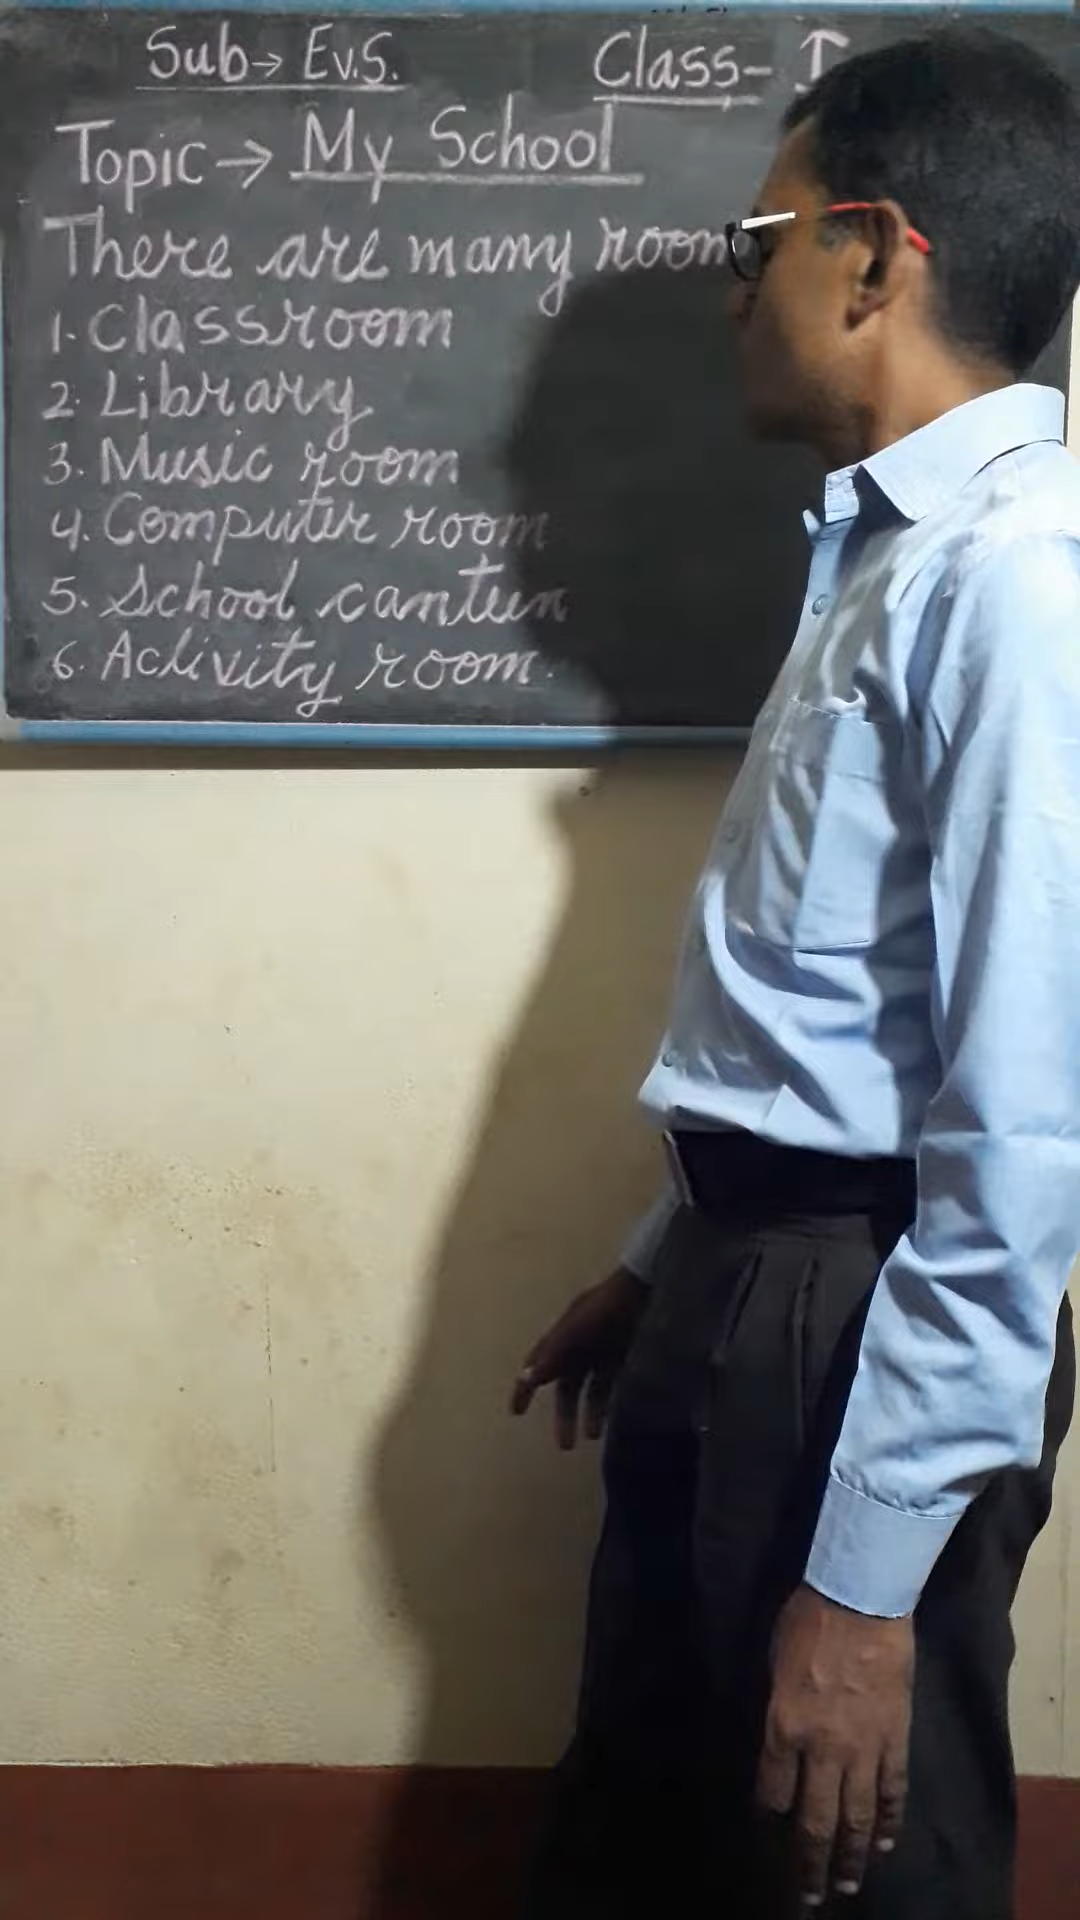 Sub→ Ev.S. Class- I
Topic → My School
There are many room
1. Classroom
2. Library
3. Music room
4. Computer room
5. School canteen
6. Activity room.